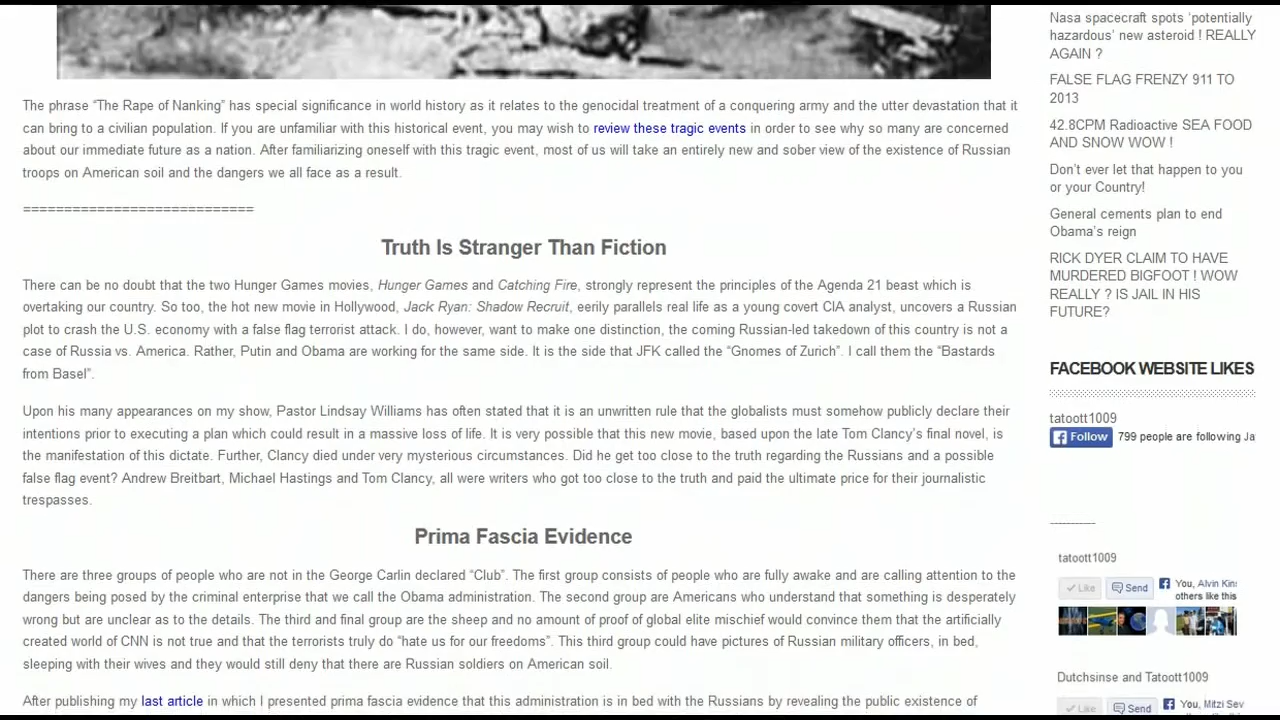 The phrase “The Rape of Nanking” has special significance in world history as it relates to the genocidal treatment of a conquering army and the utter devastation that it
can bring to a civilian population. If you are unfamiliar with this historical event, you may wish to review these tragic events in order to see why so many are concerned
about our immediate future as a nation. After familiarizing oneself with this tragic event, most of us will take an entirely new and sober view of the existence of Russian
troops on American soil and the dangers we all face as a result.
============================
Truth Is Stranger Than Fiction
There can be no doubt that the two Hunger Games movies, Hunger Games and Catching Fire, strongly represent the principles of the Agenda 21 beast which is
overtaking our country. So too, the hot new movie in Hollywood, Jack Ryan: Shadow Recruit, eerily parallels real life as a young covert CIA analyst, uncovers a Russian
plot to crash the U.S. economy with a false flag terrorist attack. I do, however, want to make one distinction, the coming Russian-led takedown of this country is not a
case of Russia vs. America. Rather, Putin and Obama are working for the same side. It is the side that JFK called the “Gnomes of Zurich”. I call them the “Bastards
from Basel”.
Upon his many appearances on my show, Pastor Lindsay Williams has often stated that it is an unwritten rule that the globalists must somehow publicly declare their
intentions prior to executing a plan which could result in a massive loss of life. It is very possible that this new movie, based upon the late Tom Clancy’s final novel, is
the manifestation of this dictate. Further, Clancy died under very mysterious circumstances. Did he get too close to the truth regarding the Russians and a possible
false flag event? Andrew Breitbart, Michael Hastings and Tom Clancy, all were writers who got too close to the truth and paid the ultimate price for their journalistic
trespasses.
Prima Fascia Evidence
There are three groups of people who are not in the George Carlin declared “Club”. The first group consists of people who are fully awake and are calling attention to the
dangers being posed by the criminal enterprise that we call the Obama administration. The second group are Americans who understand that something is desperately
wrong but are unclear as to the details. The third and final group are the sheep and no amount of proof of global elite mischief would convince them that the artificially
created world of CNN is not true and that the terrorists truly do “hate us for our freedoms”. This third group could have pictures of Russian military officers, in bed,
sleeping with their wives and they would still deny that there are Russian soldiers on American soil.
After publishing my last article in which I presented prima fascia evidence that this administration is in bed with the Russians by revealing the public existence of
Nasa spacecraft spots ‘potentially
hazardous’ new asteroid ! REALLY
AGAIN ?
FALSE FLAG FRENZY 911 TO
2013
42.8CPM Radioactive SEA FOOD
AND SNOW WOW !
Don’t ever let that happen to you
or your Country!
General cements plan to end
Obama’s reign
RICK DYER CLAIM TO HAVE
MURDERED BIGFOOT ! WOW
REALLY ? IS JAIL IN HIS
FUTURE?
FACEBOOK WEBSITE LIKES
tatoott1009
Follow 799 people are following Ja
----------
tatoott1009
Like Send You, Alvin Kin
others like this
Dutchsinse and Tatoott1009
Like Send You, Mitzi Sev